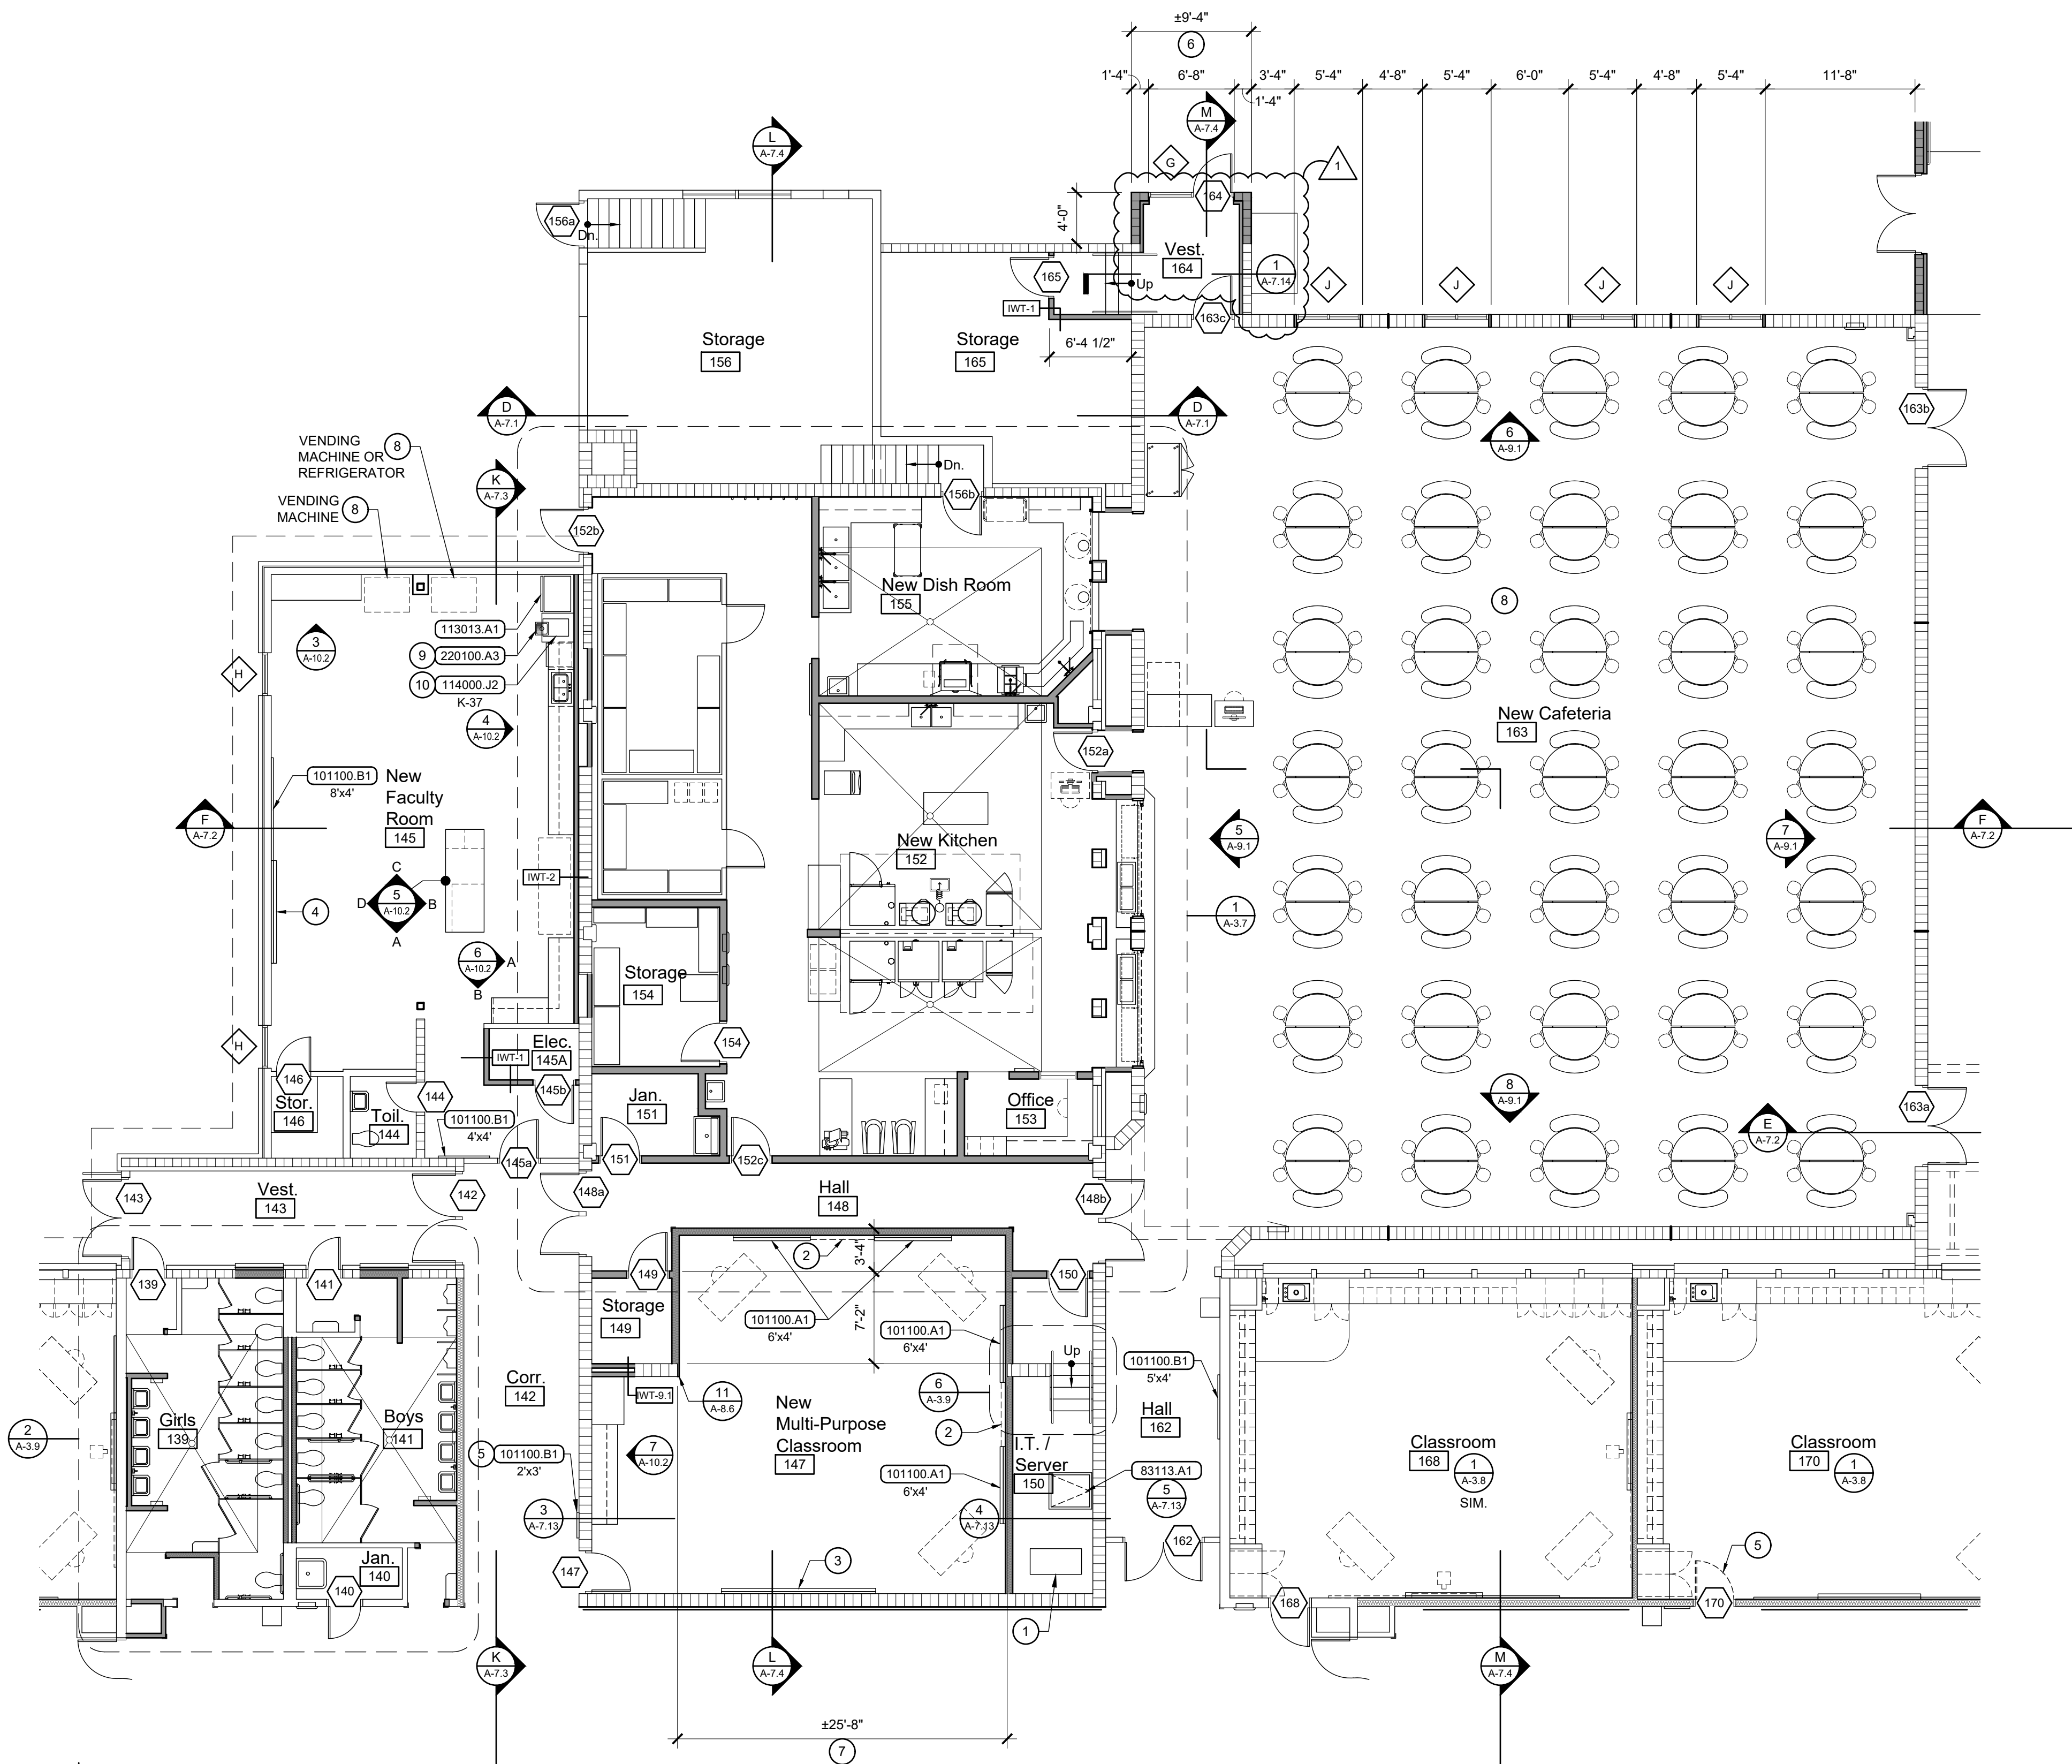 ±9'-4"
6
1'-4"
6'-8"
3'-4"
5'-4"
4'-8"
5'-4"
6'-0"
5'-4"
4'-8"
5'-4"
11'-8"
1'-4"
M
A-7.4
L
A-7.4
G
1
164
156a
Dn.
4'-0"
Vest.
164
165
Up
1
A-7.14
J
J
J
J
IWT-1
163c
Storage
156
Storage
165
6'-4 1/2"
D
A-7.1
D
A-7.1
163b
6
A-9.1
VENDING
MACHINE OR
REFRIGERATOR
8
K
A-7.3
Dn.
156b
VENDING
MACHINE
8
152b
New Dish Room
155
8
113013.A1
3
A-10.2
9
220100.A3
H
10
114000.J2
K-37
4
A-10.2
New Cafeteria
163
152a
101100.B1
8'x4'
New
Faculty
Room
145
F
A-7.2
New Kitchen
152
5
A-9.1
7
A-9.1
F
A-7.2
C
IWT-2
D
5
A-10.2
B
A
4
1
A-3.7
6
A-10.2
A
B
Storage
154
154
H
IWT-1
Elec.
145A
146
145b
144
Stor.
146
Toil.
144
101100.B1
4'x4'
Jan.
151
Office
153
8
A-9.1
163a
E
A-7.2
145a
151
152c
143
Vest.
143
142
148a
Hall
148
148b
2
3'-4"
139
141
149
150
Storage
149
101100.A1
6'x4'
7'-2"
101100.A1
6'x4'
Up
101100.B1
5'x4'
Corr.
142
IWT-9.1
11
A-8.6
6
A-3.9
Hall
162
New
Multi-Purpose
Classroom
147
2
Girls
139
Boys
141
2
A-3.9
5
101100.B1
2'x3'
7
A-10.2
I.T. /
Server
150
101100.A1
6'x4'
83113.A1
5
A-7.13
Classroom
168
1
A-3.8
SIM.
Classroom
170
1
A-3.8
3
A-7.13
4
A-7.13
162
5
Jan.
140
140
147
3
168
170
1
K
A-7.3
L
A-7.4
M
A-7.4
±25'-8"
7